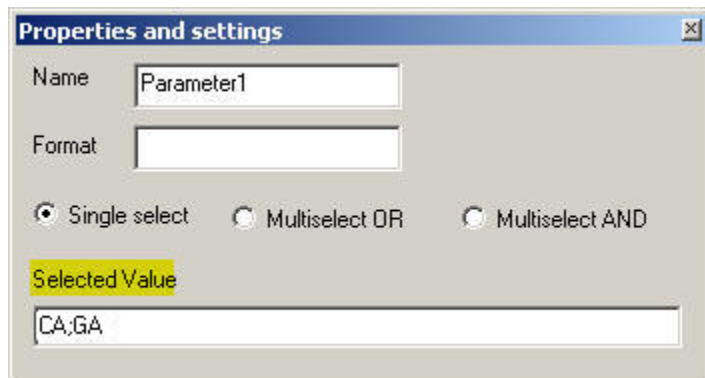 Properties and settings
Name Parameter1
Format
Single select Multiselect OR Multiselect AND
Selected Value
CA;GA